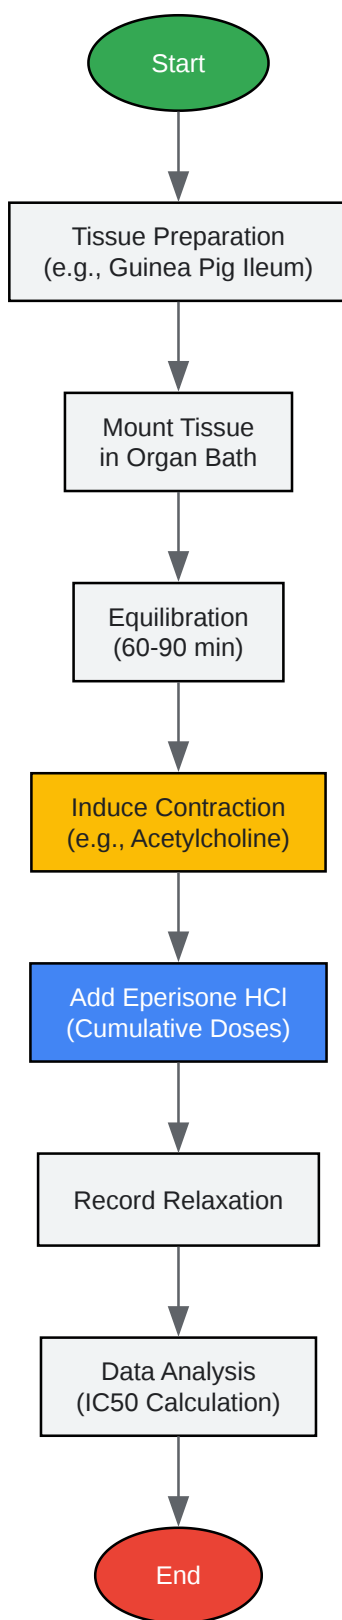 Start
Tissue Preparation
(e.g., Guinea Pig Ileum)
Mount Tissue
in Organ Bath
Equilibration
(60-90 min)
Induce Contraction
(e.g., Acetylcholine)
Add Eperisone HCl
(Cumulative Doses)
Record Relaxation
Data Analysis
(IC50 Calculation)
End